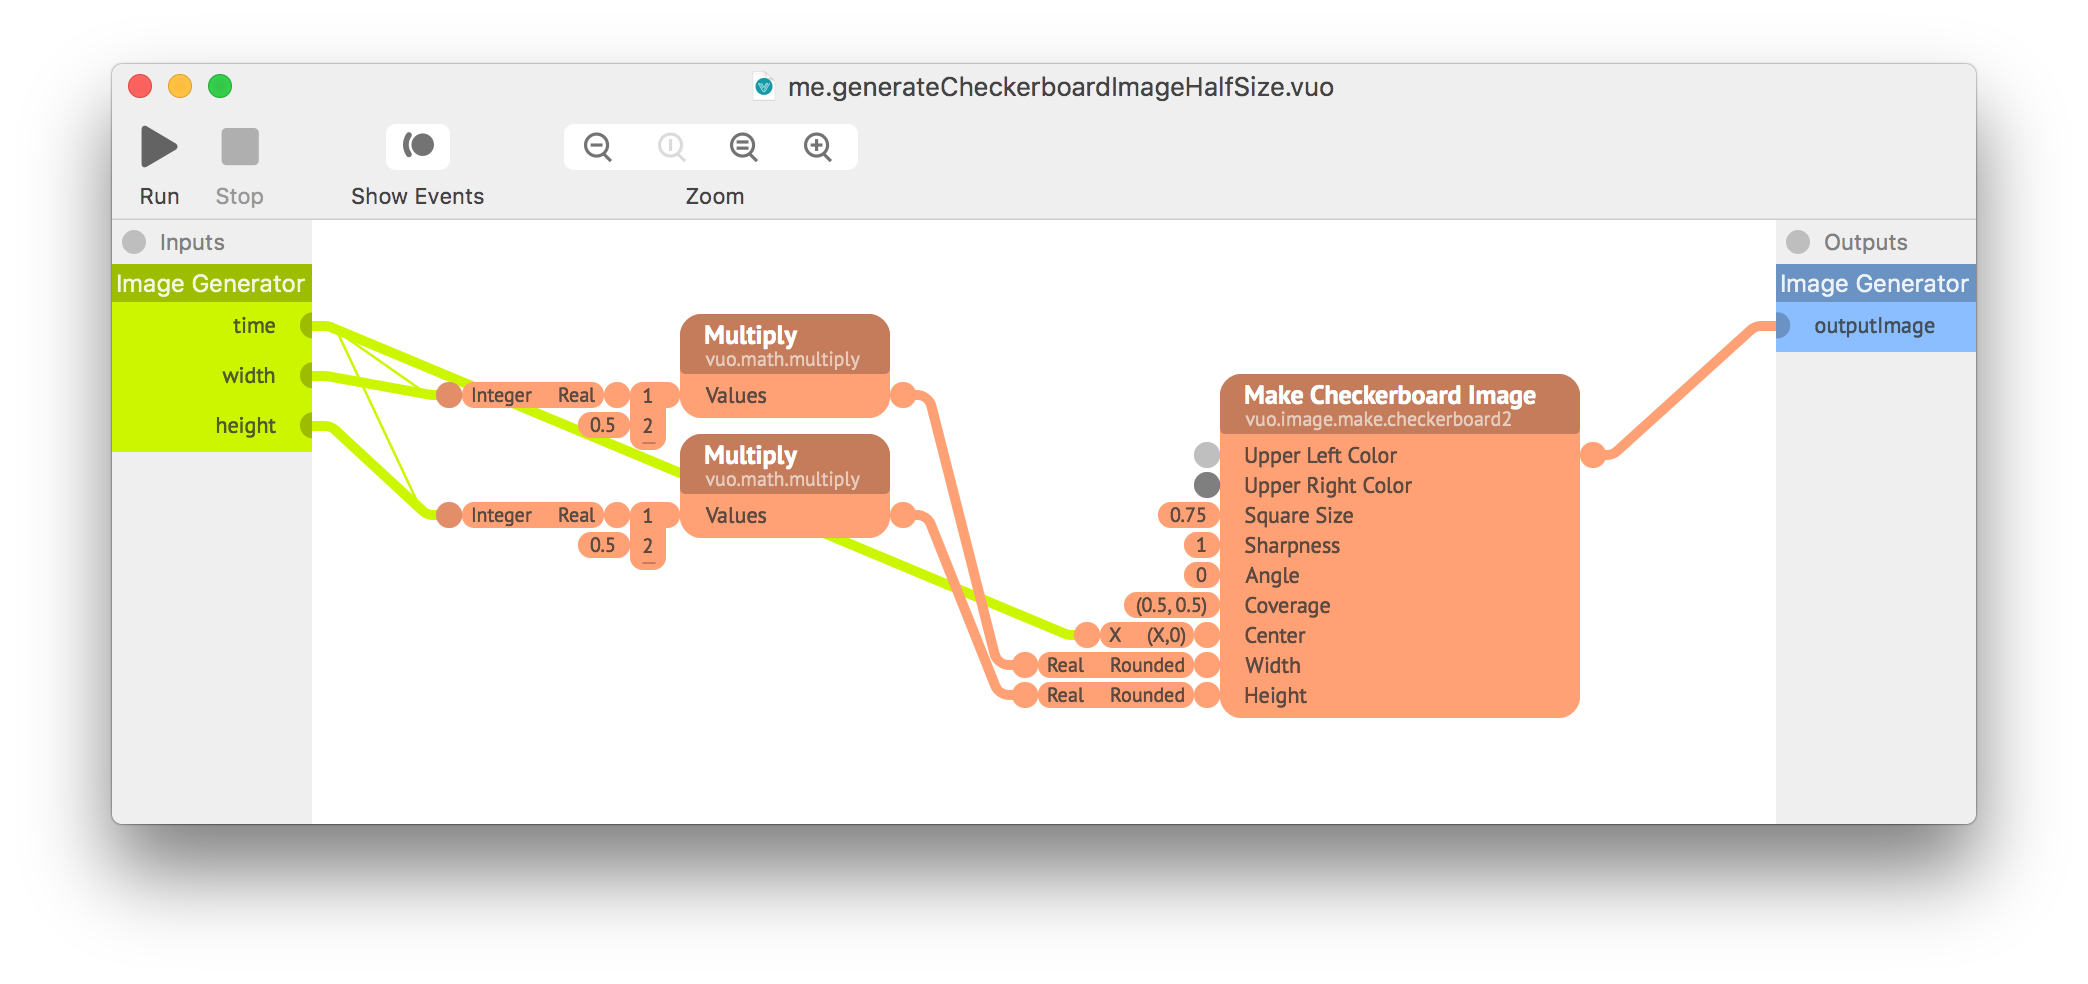 me.generateCheckerboardImageHalfSize.vuo
Run
Stop
Show Events
Zoom
Inputs
Image Generator
time
width
height
Multiply
vuo.math.multiply
Integer Real 1 Values
0.5 2
Multiply
vuo.math.multiply
Integer Real 1 Values
0.5 2
Make Checkerboard Image
vuo.image.make.checkerboard2
Upper Left Color
Upper Right Color
0.75 Square Size
1 Sharpness
0 Angle
(0.5, 0.5) Coverage
X (X,0) Center
Real Rounded Width
Real Rounded Height
Outputs
Image Generator
outputImage